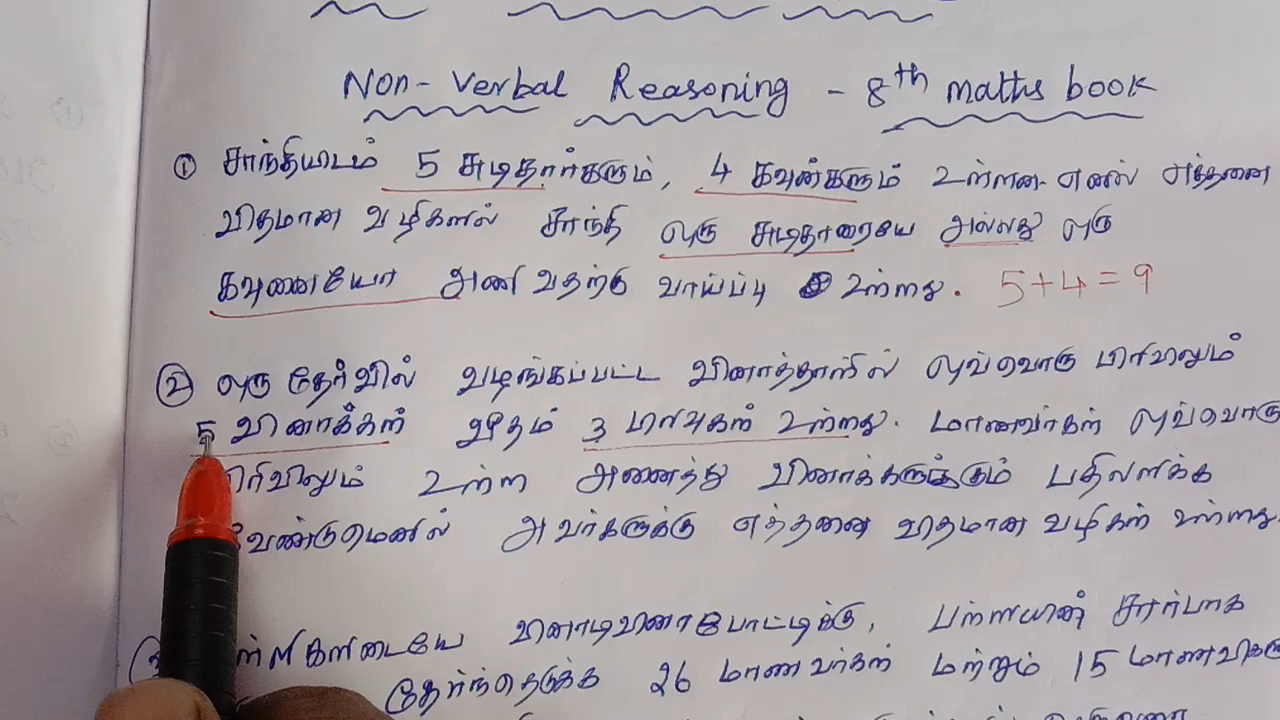 Non-Verbal Reasoning - 8th maths book
① சாந்தியிடம் 5 சுடிதார்களும், 4 கவுன்களும் உள்ளன. எனில் எத்தனை
விதமான வழிகளில் சாந்தி ஒரு சுடிதாரையோ அல்லது ஒரு
கவுனையோ அணிவதற்கு வாய்ப்பு உள்ளது. 5+4=9
② ஒரு தேர்வில் வழங்கப்பட்ட வினாத்தாளில் ஒவ்வொரு பிரிவிலும்
5 வினாக்கள் வீதம் 3 பிரிவுகள் உள்ளது. மாணவர்கள் ஒவ்வொரு
பிரிவிலும் உள்ள அனைத்து வினாக்களுக்கும் பதிலளிக்க
வேண்டுமெனில் அவர்களுக்கு எத்தனை விதமான வழிகள் உள்ளது.
வினாடிவினா போட்டிக்கு, பள்ளியின் சார்பாக
தேர்ந்தெடுக்க 26 மாணவர்கள் மற்றும் 15 மாணவிகளு